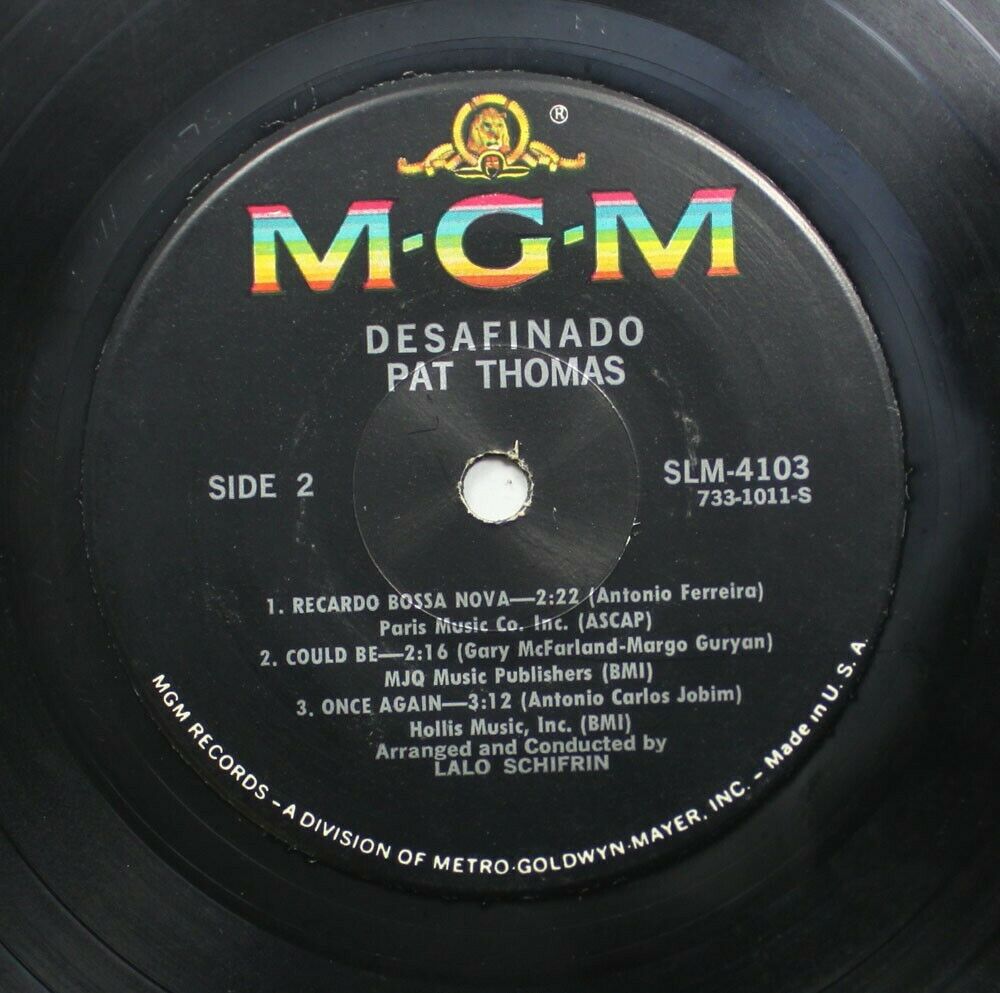 ®
M·G·M
DESAFINADO
PAT THOMAS
SIDE 2
SLM-4103
733-1011-S
1. RECARDO BOSSA NOVA—2:22 (Antonio Ferreira)
Paris Music Co. Inc. (ASCAP)
2. COULD BE—2:16 (Gary McFarland-Margo Guryan)
MJQ Music Publishers (BMI)
3. ONCE AGAIN—3:12 (Antonio Carlos Jobim)
Hollis Music, Inc. (BMI)
Arranged and Conducted by
LALO SCHIFRIN
MGM RECORDS - A DIVISION OF METRO-GOLDWYN-MAYER, INC. - Made in U. S. A.